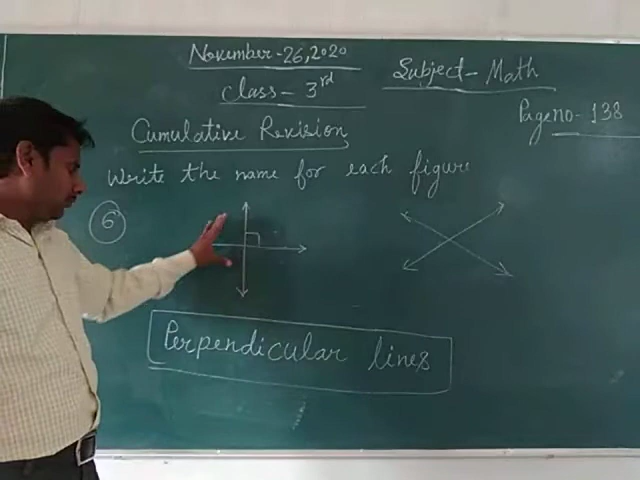 November-26,2020
Class-3rd
Subject-Math
Page no-138
Cumulative Revision
Write the name for each figure
6
Perpendicular lines